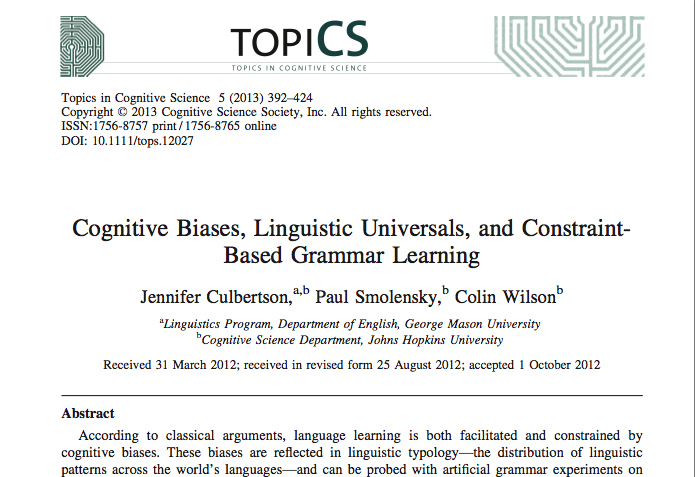 TOPICS
TOPICS IN COGNITIVE SCIENCE
Topics in Cognitive Science 5 (2013) 392–424
Copyright © 2013 Cognitive Science Society, Inc. All rights reserved.
ISSN:1756-8757 print / 1756-8765 online
DOI: 10.1111/tops.12027
Cognitive Biases, Linguistic Universals, and Constraint-
Based Grammar Learning
Jennifer Culbertson,a,b Paul Smolensky,b Colin Wilsonb
aLinguistics Program, Department of English, George Mason University
bCognitive Science Department, Johns Hopkins University
Received 31 March 2012; received in revised form 25 August 2012; accepted 1 October 2012
Abstract
According to classical arguments, language learning is both facilitated and constrained by
cognitive biases. These biases are reflected in linguistic typology—the distribution of linguistic
patterns across the world's languages—and can be probed with artificial grammar experiments on